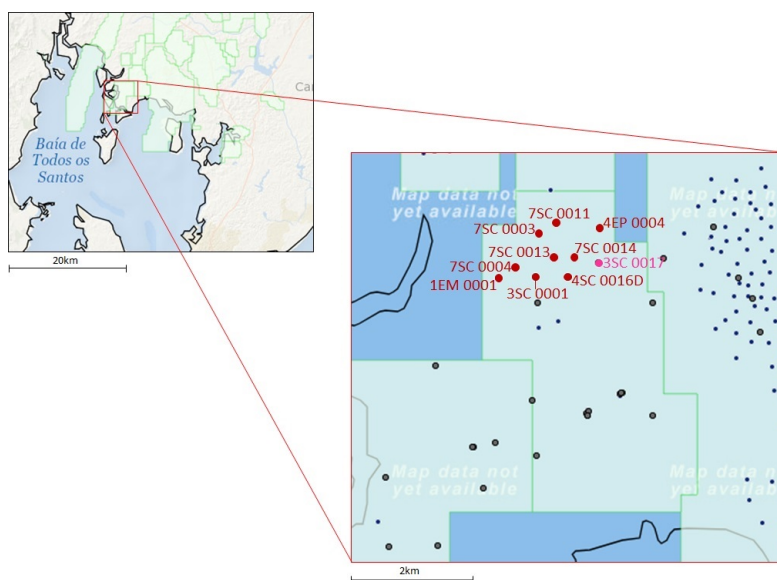 Car
Baía de
Todos os
Santos
20km
Map data not
yet available
Map data not
yet available
7SC 0011
4EP 0004
7SC 0003
7SC 0013
7SC 0014
3SC 0017
7SC 0004
1EM 0001
3SC 0001
4SC 0016D
Map data not
yet available
Map data not
yet available
2km